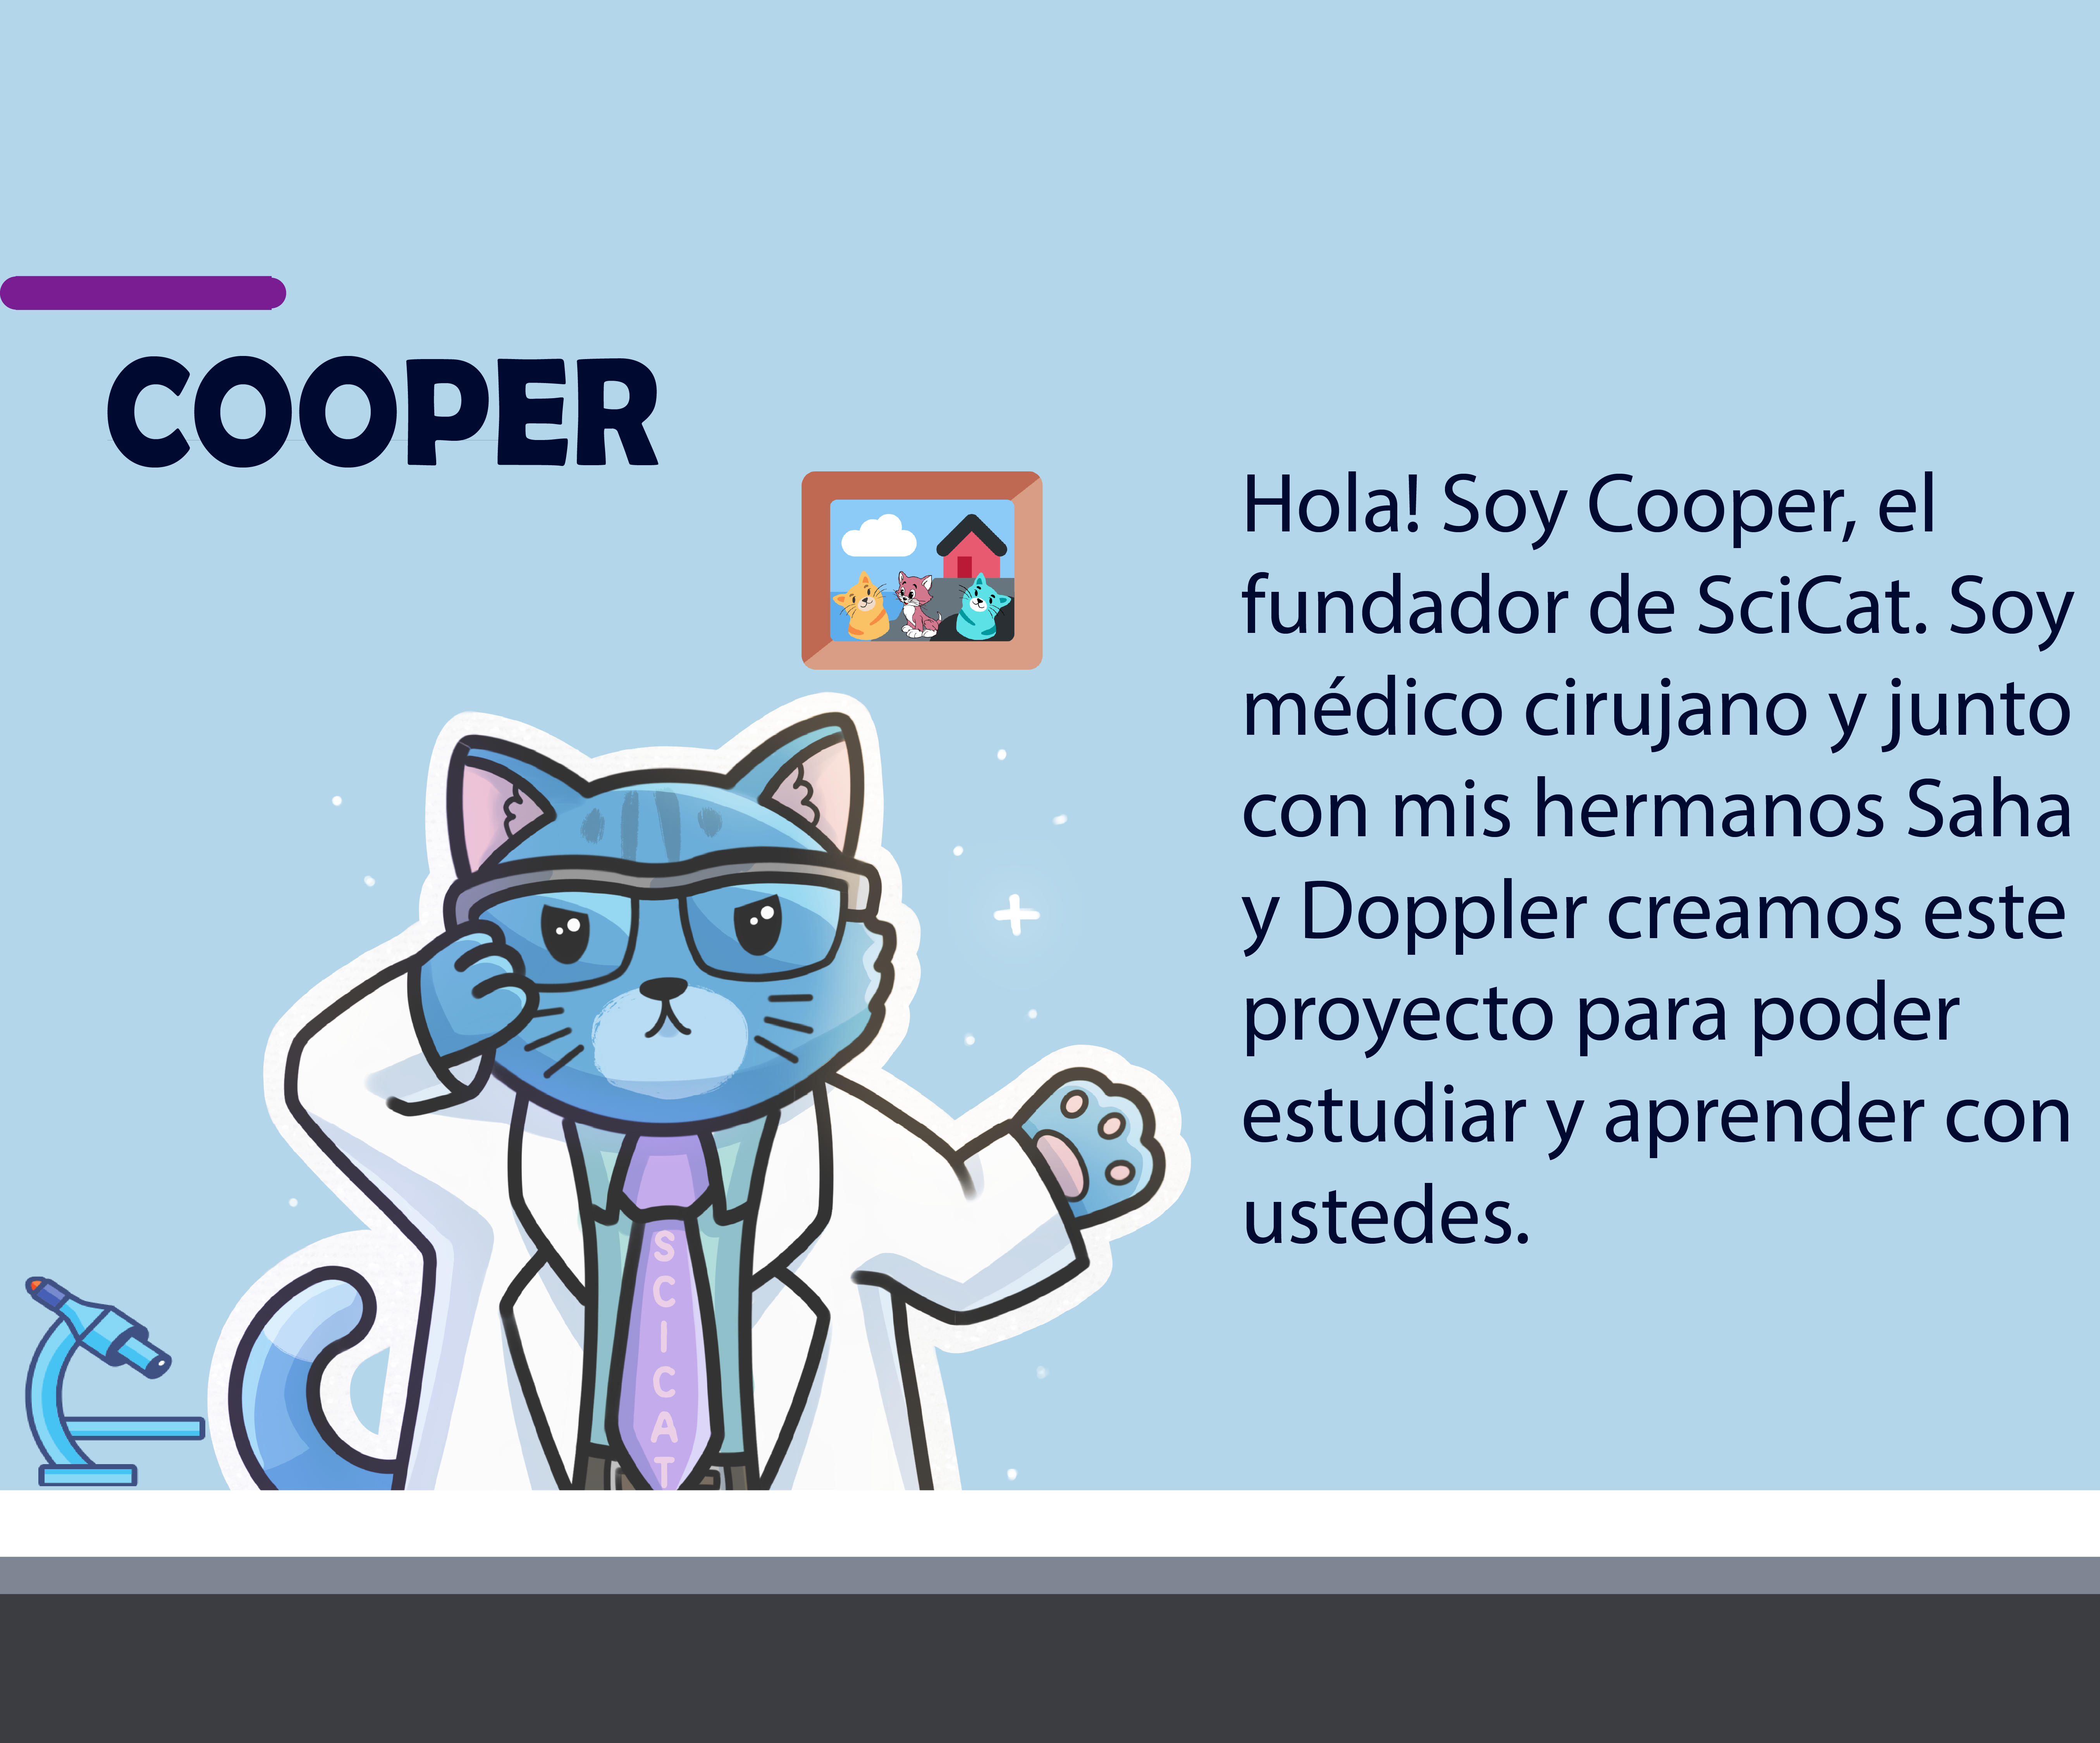 COOPER
Hola! Soy Cooper, el
fundador de SciCat. Soy
médico cirujano y junto
con mis hermanos Saha
y Doppler creamos este
proyecto para poder
estudiar y aprender con
ustedes.
SCICAT